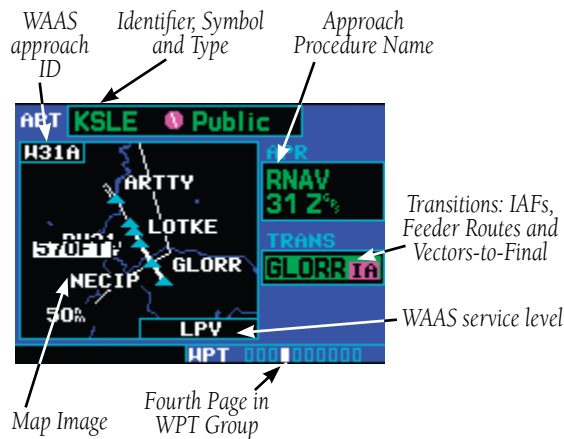 WAAS
approach
ID
Identifier, Symbol
and Type
Approach
Procedure Name
APT KSLE Public
W31A
APR
RNAV
31 Z GPS
ARTTY
LOTKE
570FT
GLORR
NECIP
TRANS
GLORR IA
Transitions: IAFs,
Feeder Routes and
Vectors-to-Final
50
LPV
WAAS service level
WPT
Map Image
Fourth Page in
WPT Group